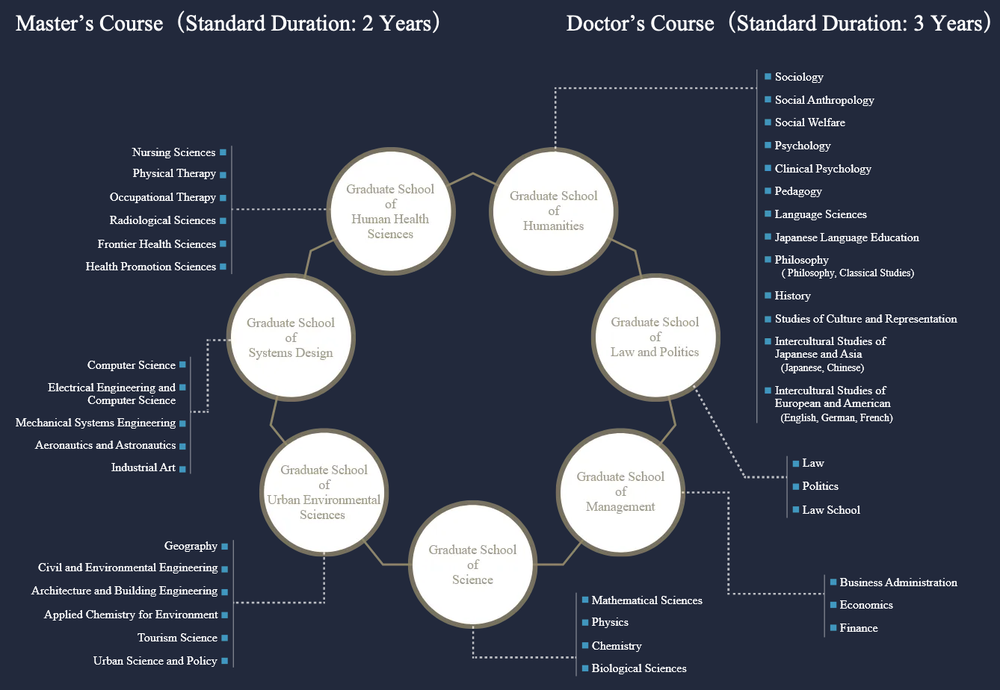 Master’s Course（Standard Duration: 2 Years）
Doctor’s Course（Standard Duration: 3 Years）
Graduate School
of
Human Health
Sciences
Nursing Sciences
Physical Therapy
Occupational Therapy
Radiological Sciences
Frontier Health Sciences
Health Promotion Sciences
Graduate School
of
Humanities
Sociology
Social Anthropology
Social Welfare
Psychology
Clinical Psychology
Pedagogy
Language Sciences
Japanese Language Education
Philosophy
( Philosophy, Classical Studies)
History
Studies of Culture and Representation
Intercultural Studies of
Japanese and Asia
(Japanese, Chinese)
Intercultural Studies of
European and American
(English, German, French)
Graduate School
of
Systems Design
Computer Science
Electrical Engineering and
Computer Science
Mechanical Systems Engineering
Aeronautics and Astronautics
Industrial Art
Graduate School
of
Law and Politics
Law
Politics
Law School
Graduate School
of
Urban Environmental
Sciences
Geography
Civil and Environmental Engineering
Architecture and Building Engineering
Applied Chemistry for Environment
Tourism Science
Urban Science and Policy
Graduate School
of
Management
Business Administration
Economics
Finance
Graduate School
of
Science
Mathematical Sciences
Physics
Chemistry
Biological Sciences